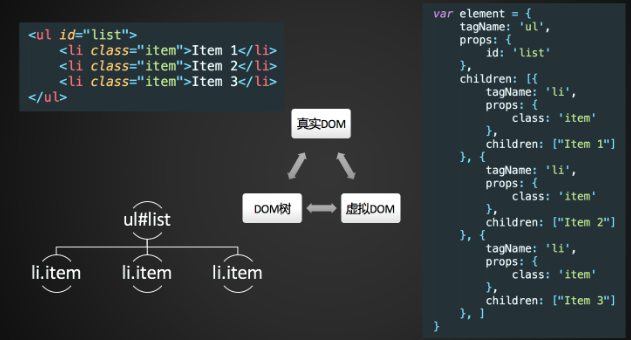 <ul id="list">
    <li class="item">Item 1</li>
    <li class="item">Item 2</li>
    <li class="item">Item 3</li>
</ul>
真实DOM
DOM树
虚拟DOM
ul#list
li.item
li.item
li.item
var element = {
    tagName: 'ul',
    props: {
        id: 'list'
    },
    children: [{
        tagName: 'li',
        props: {
            class: 'item'
        },
        children: ["Item 1"]
    }, {
        tagName: 'li',
        props: {
            class: 'item'
        },
        children: ["Item 2"]
    }, {
        tagName: 'li',
        props: {
            class: 'item'
        },
        children: ["Item 3"]
    }, ]
}